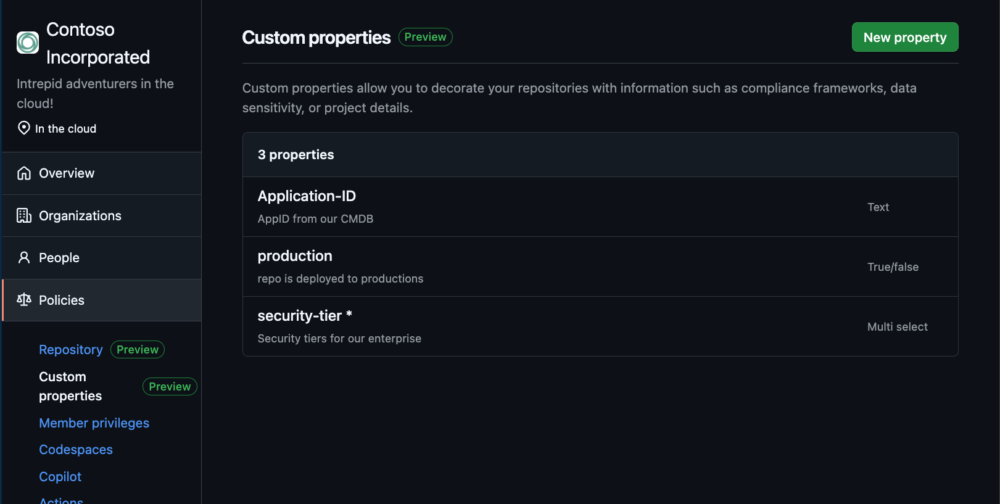 Contoso
Incorporated
Intrepid adventurers in the
cloud!
In the cloud
Overview
Organizations
People
Policies
Repository Preview
Custom
properties Preview
Member privileges
Codespaces
Copilot
Actions
Custom properties Preview
New property
Custom properties allow you to decorate your repositories with information such as compliance frameworks, data
sensitivity, or project details.
3 properties
Application-ID
AppID from our CMDB
Text
production
repo is deployed to productions
True/false
security-tier *
Security tiers for our enterprise
Multi select